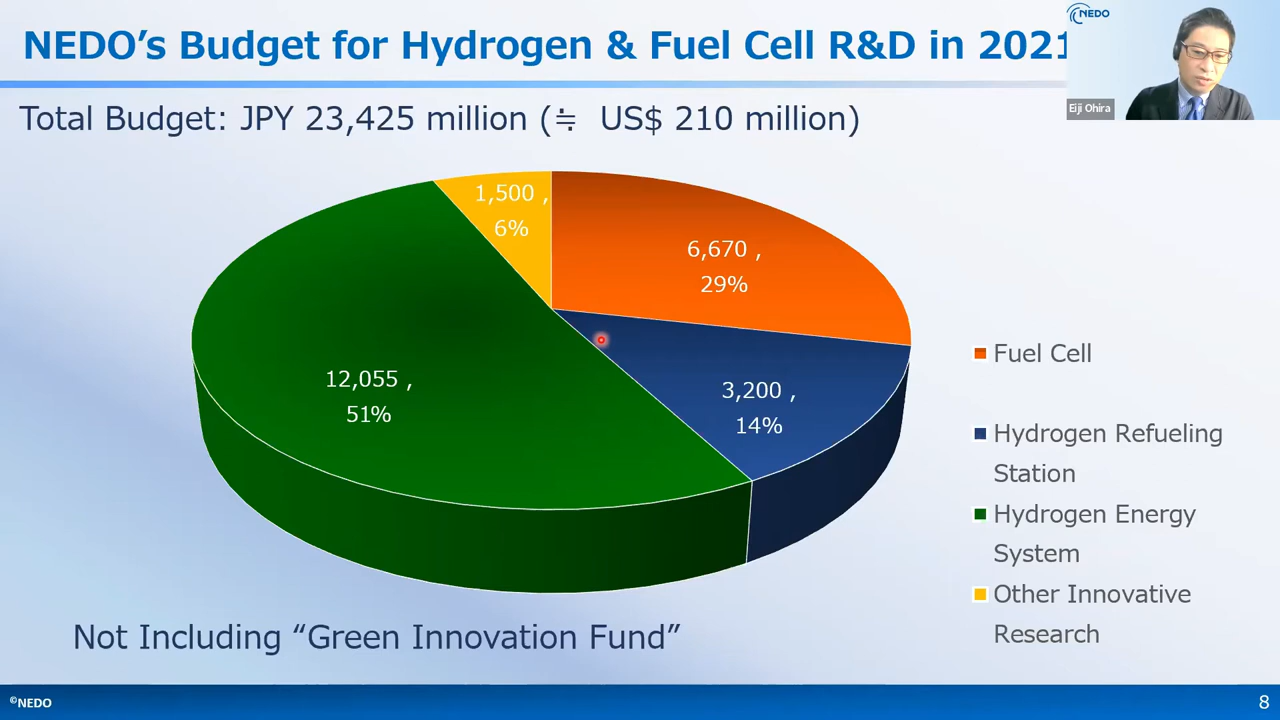 NEDO’s Budget for Hydrogen & Fuel Cell R&D in 2021
NEDO
Eiji Ohira
Total Budget: JPY 23,425 million (≒ US$ 210 million)
1,500 ,
6%
6,670 ,
29%
12,055 ,
51%
3,200 ,
14%
Fuel Cell
Hydrogen Refueling
Station
Hydrogen Energy
System
Other Innovative
Research
Not Including “Green Innovation Fund”
©NEDO
8